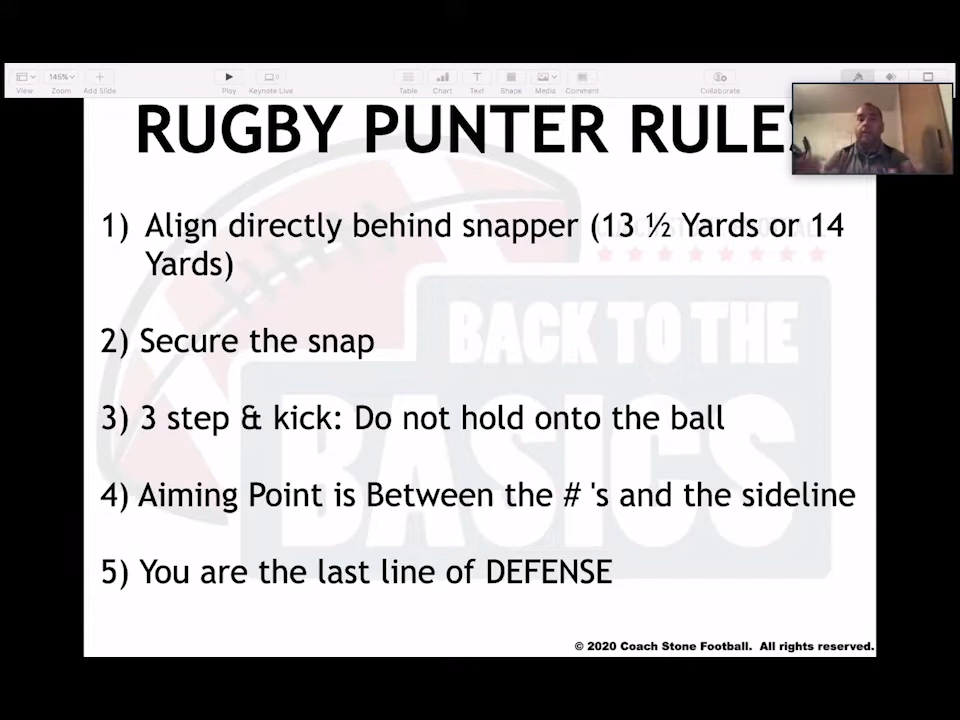 145%
View
Zoom
Add Slide
Play
Keynote Live
Table
Chart
Text
Shape
Media
Comment
Collaborate
RUGBY PUNTER RULES
1) Align directly behind snapper (13 ½ Yards or 14
Yards)
2) Secure the snap
3) 3 step & kick: Do not hold onto the ball
4) Aiming Point is Between the # 's and the sideline
5) You are the last line of DEFENSE
BACK TO THE
BASICS
© 2020 Coach Stone Football. All rights reserved.